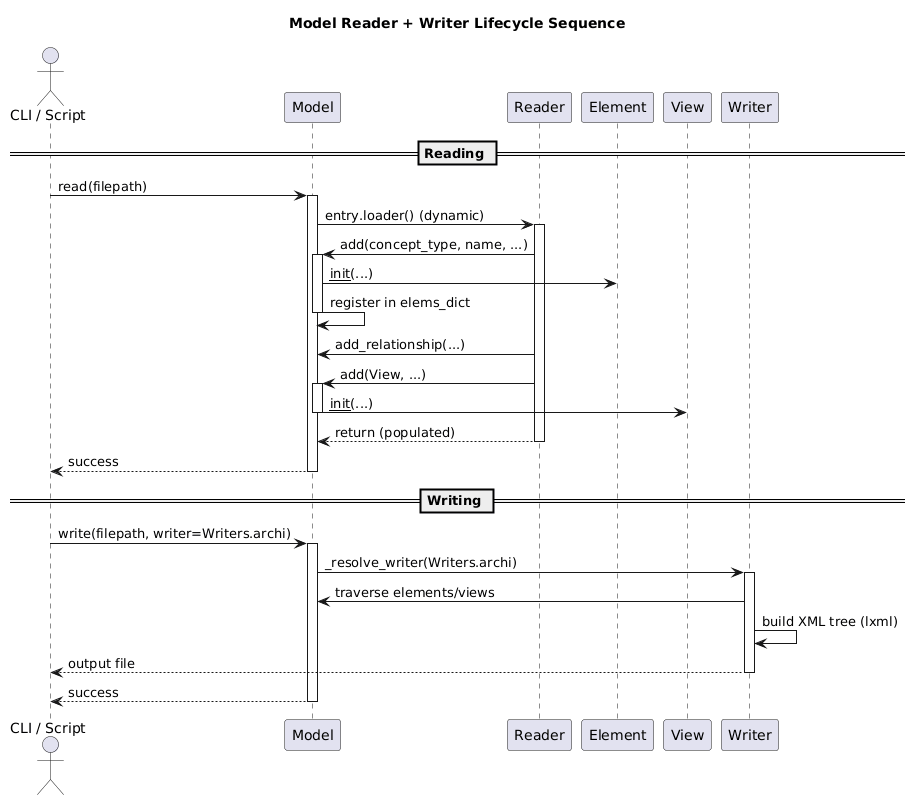 Model Reader + Writer Lifecycle Sequence
CLI / Script
Model
Reader
Element
View
Writer
Reading
read(filepath)
entry.loader() (dynamic)
add(concept_type, name, ...)
init(...)
register in elems_dict
add_relationship(...)
add(View, ...)
init(...)
return (populated)
success
Writing
write(filepath, writer=Writers.archi)
_resolve_writer(Writers.archi)
traverse elements/views
build XML tree (lxml)
output file
success
CLI / Script
Model
Reader
Element
View
Writer